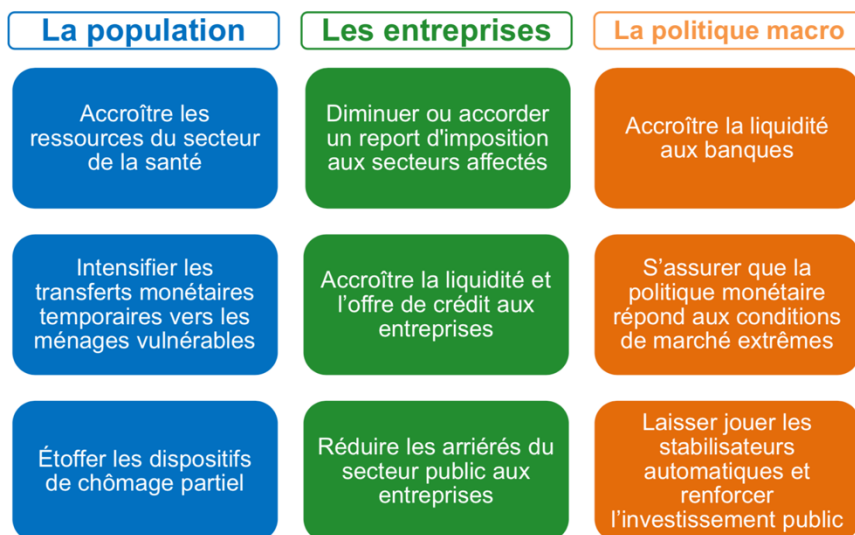 La population
Accroître les
ressources du secteur
de la santé
Intensifier les
transferts monétaires
temporaires vers les
ménages vulnérables
Étoffer les dispositifs
de chômage partiel
Les entreprises
Diminuer ou accorder
un report d'imposition
aux secteurs affectés
Accroître la liquidité et
l’offre de crédit aux
entreprises
Réduire les arriérés du
secteur public aux
entreprises
La politique macro
Accroître la liquidité
aux banques
S’assurer que la
politique monétaire
répond aux conditions
de marché extrêmes
Laisser jouer les
stabilisateurs
automatiques et
renforcer
l’investissement public